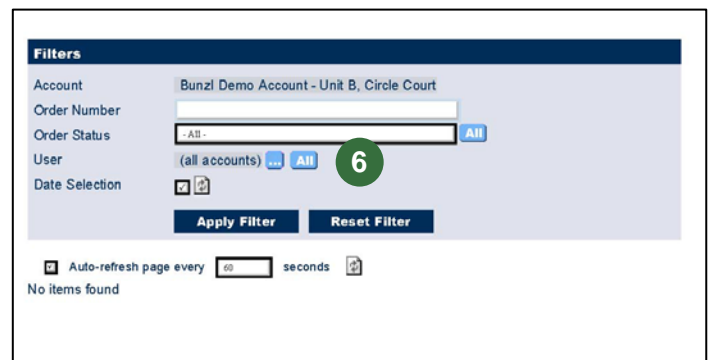 Filters
Account Bunzl Demo Account - Unit B, Circle Court
Order Number
Order Status - All - All
User (all accounts) ... All 6
Date Selection
Apply Filter Reset Filter
Auto-refresh page every 60 seconds
No items found